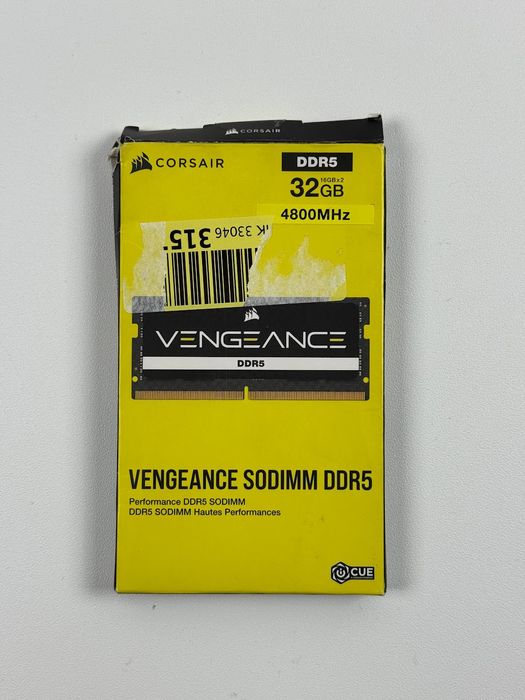 CORSAIR
CORSAIR
DDR5
16GBx2
32GB
4800MHz
K 33046
315
VENGEANCE
DDR5
VENGEANCE SODIMM DDR5
Performance DDR5 SODIMM
DDR5 SODIMM Hautes Performances
CUE